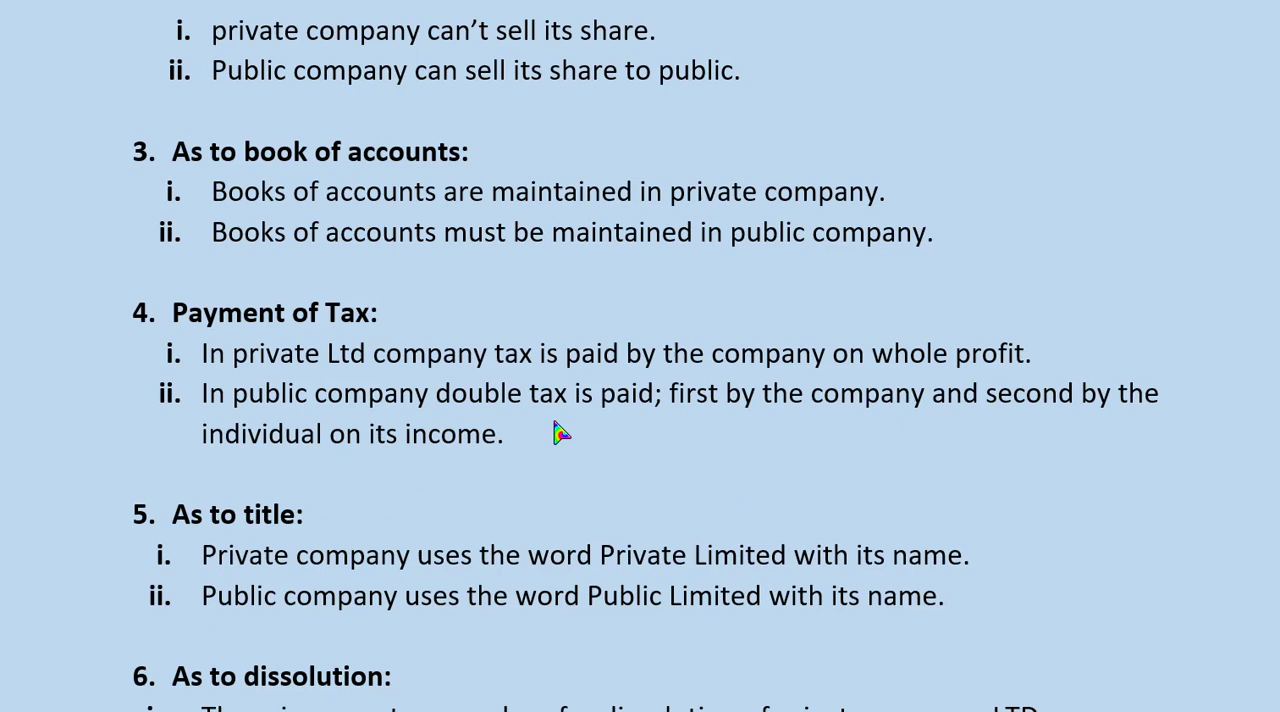 i. private company can’t sell its share.
ii. Public company can sell its share to public.
3. As to book of accounts:
i. Books of accounts are maintained in private company.
ii. Books of accounts must be maintained in public company.
4. Payment of Tax:
i. In private Ltd company tax is paid by the company on whole profit.
ii. In public company double tax is paid; first by the company and second by the
individual on its income.
5. As to title:
i. Private company uses the word Private Limited with its name.
ii. Public company uses the word Public Limited with its name.
6. As to dissolution: